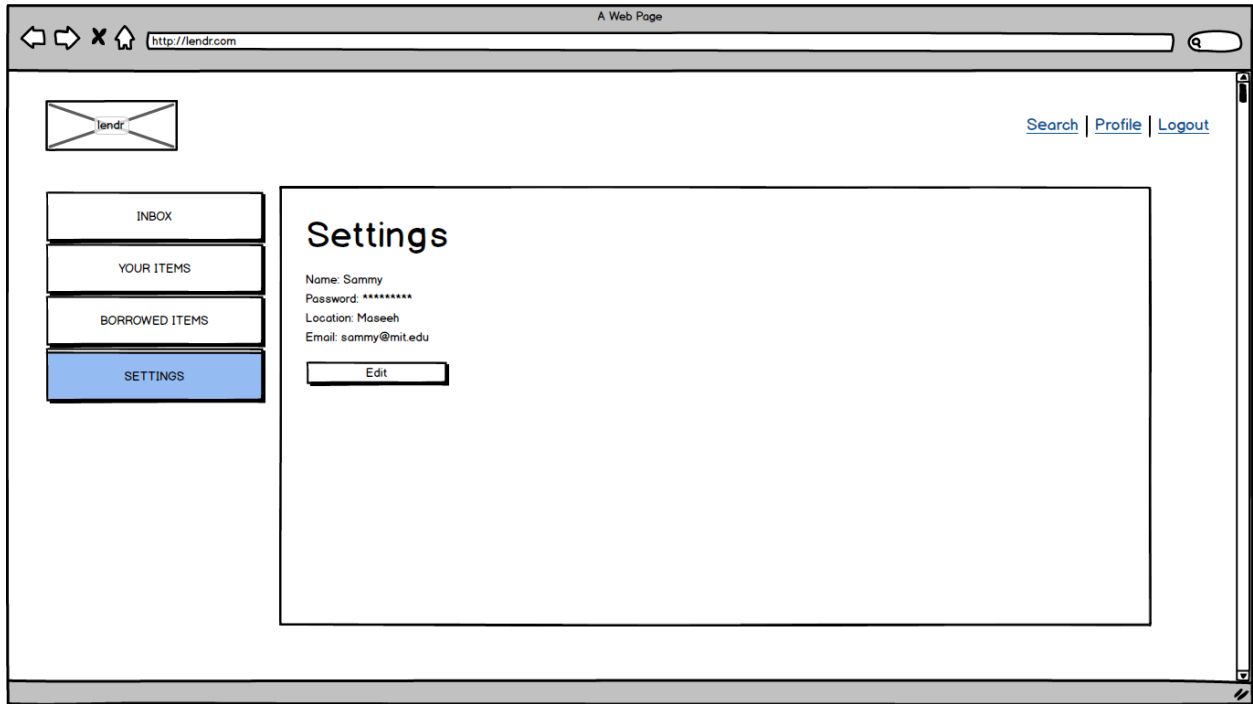 A Web Page
http://lendr.com
lendr
Search | Profile | Logout
INBOX
YOUR ITEMS
BORROWED ITEMS
SETTINGS
Settings
Name: Sammy
Password: *********
Location: Maseeh
Email: sammy@mit.edu
Edit